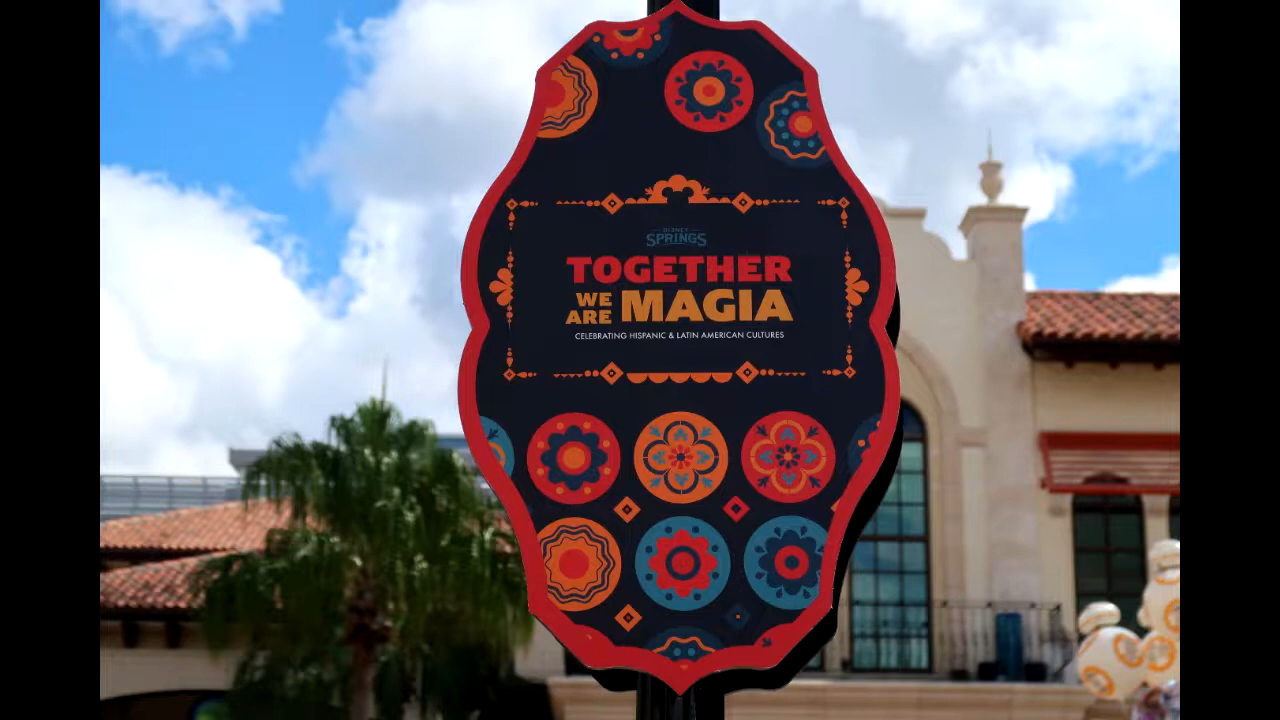 DISNEY
SPRINGS
TOGETHER
WE ARE MAGIA
CELEBRATING HISPANIC & LATIN AMERICAN CULTURES